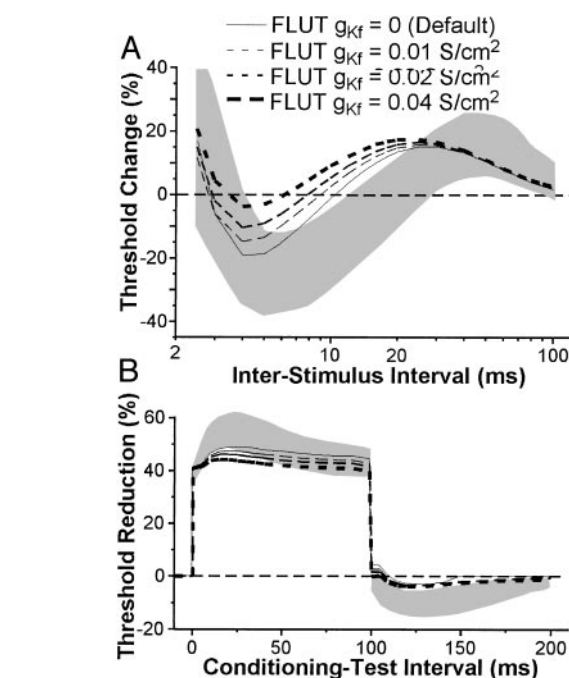 A
FLUT gKf = 0 (Default)
FLUT gKf = 0.01 S/cm²
FLUT gKf = 0.02 S/cm²
FLUT gKf = 0.04 S/cm²
Threshold Change (%)
40
20
0
-20
-40
2
10
20
100
Inter-Stimulus Interval (ms)
B
Threshold Reduction (%)
60
40
20
0
-20
0
50
100
150
200
Conditioning-Test Interval (ms)